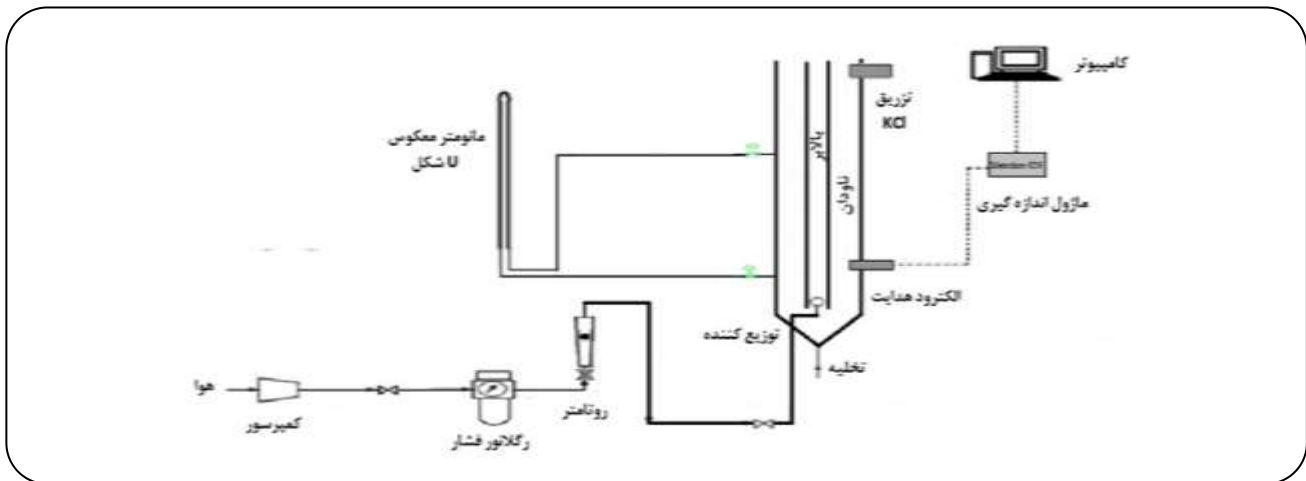 کامپیوتر
تزریق
KCl
مانومتر معکوس
U شکل
بالابر
ناودان
ماژول اندازه گیری
الکترود هدایت
توزیع کننده
تخلیه
هوا
روتامتر
کمپرسور
رگلاتور فشار